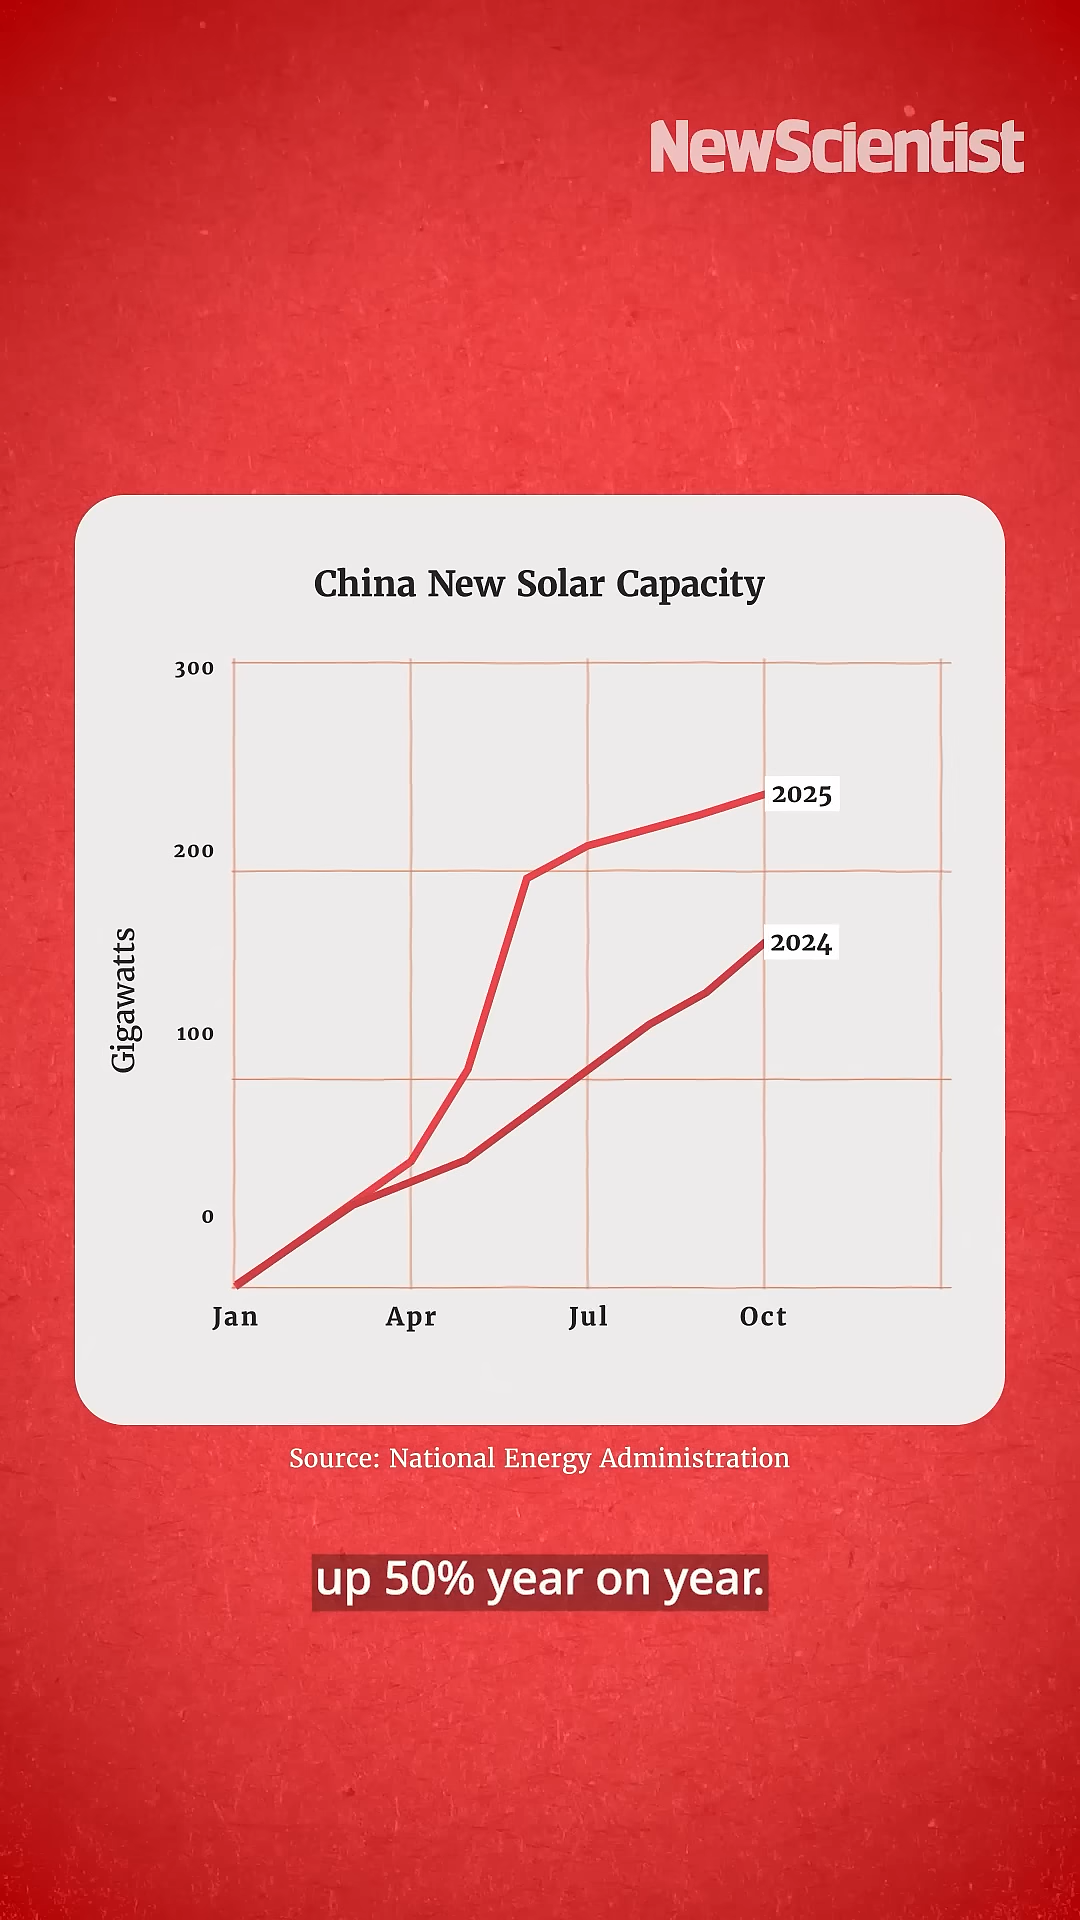 NewScientist
China New Solar Capacity
300
200
100
0
Gigawatts
2025
2024
Jan Apr Jul Oct
Source: National Energy Administration
up 50% year on year.